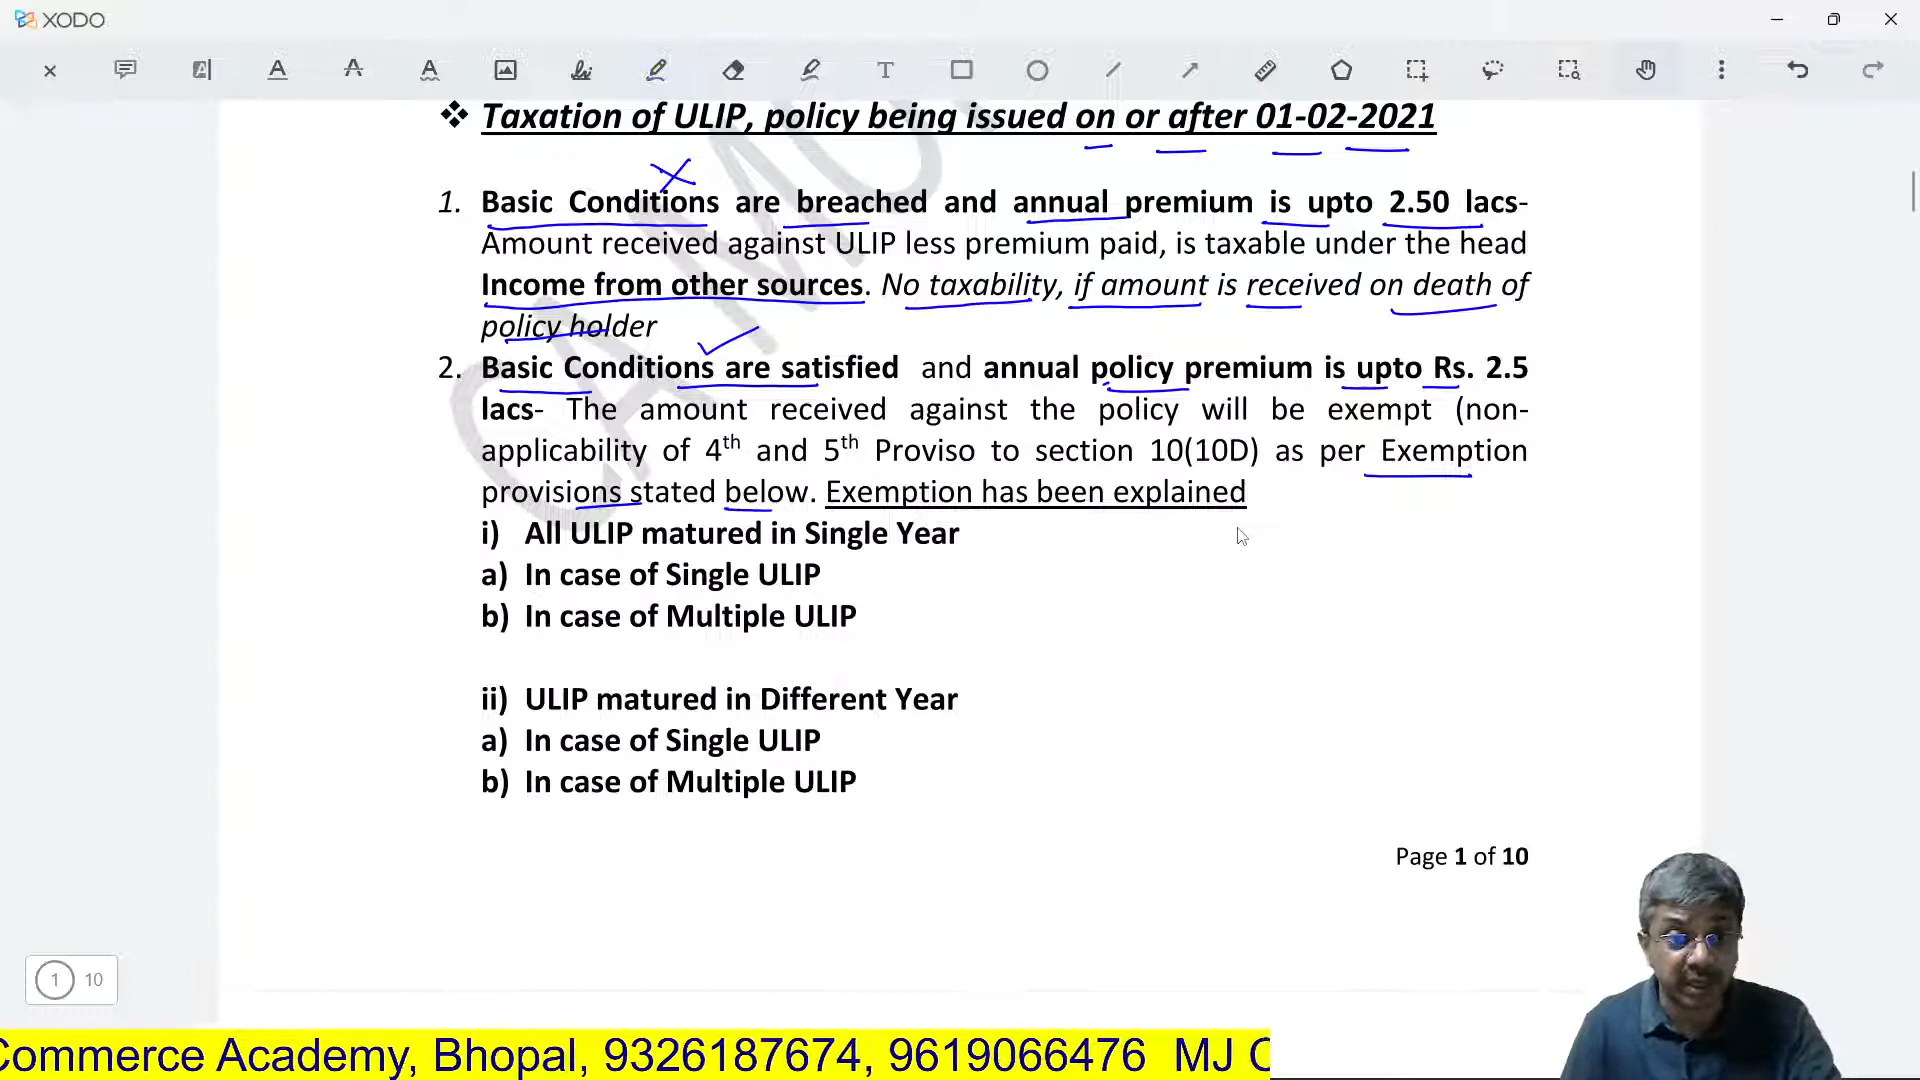 XODO
❖ Taxation of ULIP, policy being issued on or after 01-02-2021
1. Basic Conditions are breached and annual premium is upto 2.50 lacs-
Amount received against ULIP less premium paid, is taxable under the head
Income from other sources. No taxability, if amount is received on death of
policy holder
2. Basic Conditions are satisfied and annual policy premium is upto Rs. 2.5
lacs- The amount received against the policy will be exempt (non-
applicability of 4th and 5th Proviso to section 10(10D) as per Exemption
provisions stated below. Exemption has been explained
i) All ULIP matured in Single Year
a) In case of Single ULIP
b) In case of Multiple ULIP
ii) ULIP matured in Different Year
a) In case of Single ULIP
b) In case of Multiple ULIP
Page 1 of 10
1 10
Commerce Academy, Bhopal, 9326187674, 9619066476 MJ C